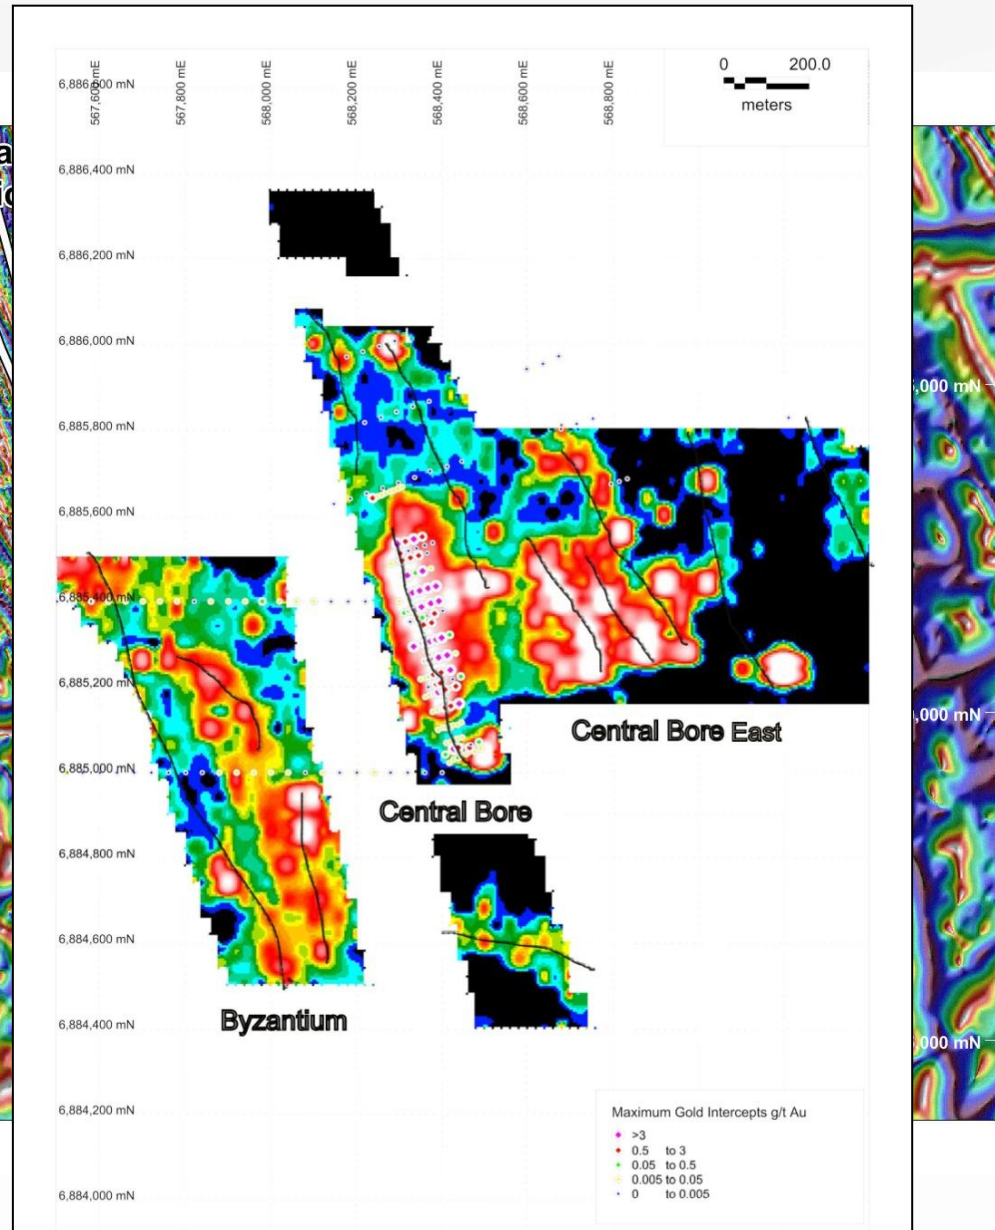 567,600 mE
567,800 mE
568,000 mE
568,200 mE
568,400 mE
568,600 mE
568,800 mE
0 200.0
meters
6,886,600 mN
6,886,400 mN
6,886,200 mN
6,886,000 mN
6,885,800 mN
6,885,600 mN
6,885,400 mN
6,885,200 mN
6,885,000 mN
6,884,800 mN
6,884,600 mN
6,884,400 mN
6,884,200 mN
6,884,000 mN
Central Bore East
Central Bore
Byzantium
Maximum Gold Intercepts g/t Au
>3
0.5 to 3
0.05 to 0.5
0.005 to 0.05
0 to 0.005
,000 mN
,000 mN
,000 mN